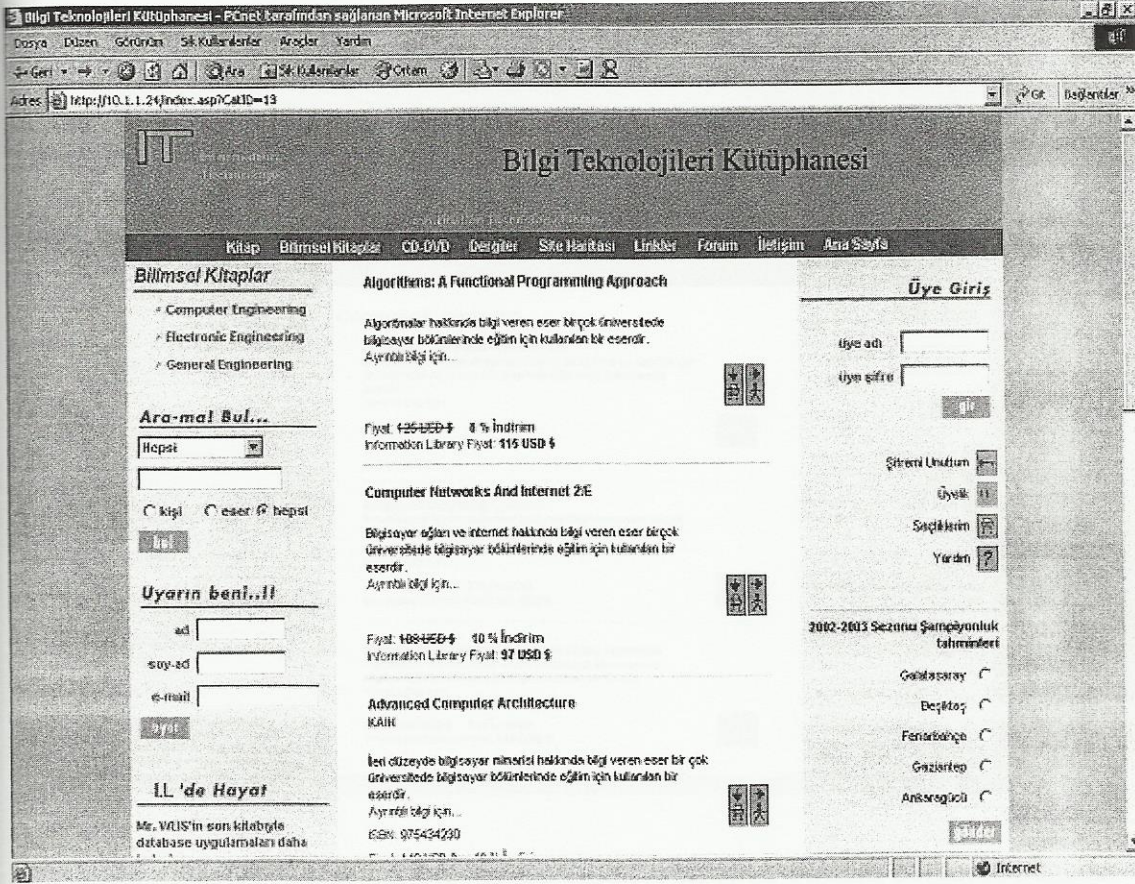 Bilgi Teknolojileri Kütüphanesi - PCnet tarafından sağlanan Microsoft Internet Explorer
Dosya Düzen Görünüm Sık Kullanılanlar Araçlar Yardım
Geri Ara Sık Kullanılanlar Ortam
Adres http://10.1.1.24/index.asp?CatID=13 Git Bağlantılar
IT
Bilgi Teknolojileri Kütüphanesi
Kitap Bilimsel Kitaplar CD-DVD Dergiler Site Haritası Linkler Forum İletişim Ana Sayfa
Bilimsel Kitaplar
Computer Engineering
Electronic Engineering
General Engineering
Ara-ma! Bul...
Hepsi
kişi eser hepsi
bul
Uyarın beni..!!
ad
soy-ad
e-mail
I.L 'de Hayat
Mr. WLIS'in son kitabıyla
database uygulamaları daha
Algorithms: A Functional Programming Approach
Algoritmalar hakkında bilgi veren eser birçok üniversitede
bilgisayar bölümlerinde eğitim için kullanılan bir eserdir.
Ayrıntılı bilgi için...
Fiyat: 125 USD $ 8 % İndirim
Information Library Fiyat: 115 USD $
Computer Networks And Internet 2/E
Bilgisayar ağları ve internet hakkında bilgi veren eser birçok
üniversitede bilgisayar bölümlerinde eğitim için kullanılan bir
eserdir.
Ayrıntılı bilgi için...
Fiyat: 108 USD $ 10 % İndirim
Information Library Fiyat: 97 USD $
Advanced Computer Architecture
KAIN
İleri düzeyde bilgisayar mimarisi hakkında bilgi veren eser bir çok
üniversitede bilgisayar bölümlerinde eğitim için kullanılan bir
eserdir.
Ayrıntılı bilgi için...
ISBN: 975434230
Üye Giriş
üye adı
üye şifre
gir
Şifremi Unuttum
Üyelik
Seçtiklerim
Yardım ?
2002-2003 Sezonu Şampiyonluk
tahminleri
Galatasaray
Beşiktaş
Fenerbahçe
Gaziantep
Ankaragücü
gönder
Internet